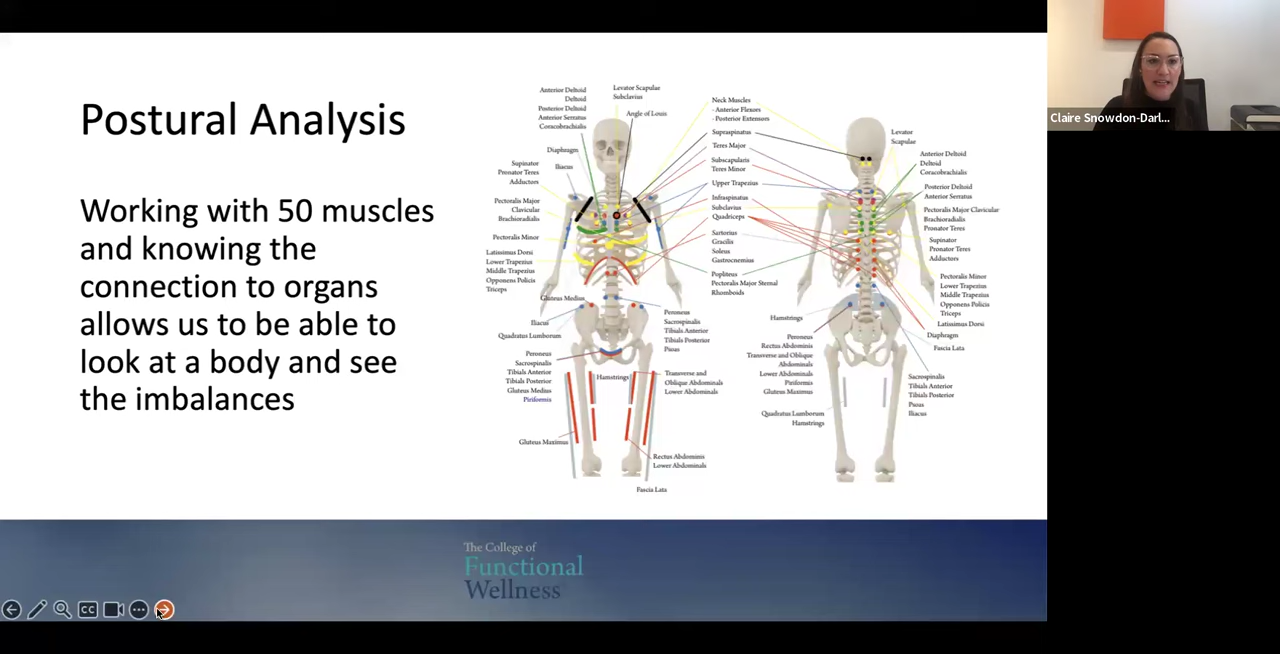 Postural Analysis
Working with 50 muscles
and knowing the
connection to organs
allows us to be able to
look at a body and see
the imbalances
Anterior Deltoid
Deltoid
Posterior Deltoid
Anterior Serratus
Coracobrachialis
Diaphragm
Iliacus
Supinator
Pronator Teres
Adductors
Pectoralis Major
Clavicular
Brachioradialis
Pectoralis Minor
Latissimus Dorsi
Lower Trapezius
Middle Trapezius
Opponens Policis
Triceps
Gluteus Medius
Iliacus
Quadratus Lumborum
Peroneus
Sacrospinalis
Tibials Anterior
Tibials Posterior
Gluteus Medius
Piriformis
Gluteus Maximus
Levator Scapulae
Subclavius
Angle of Louis
Peroneus
Sacrospinalis
Tibials Anterior
Tibials Posterior
Psoas
Hamstrings
Transverse and
Oblique Abdominals
Lower Abdominals
Rectus Abdominis
Lower Abdominals
Fascia Lata
Neck Muscles
- Anterior Flexors
- Posterior Extensors
Supraspinatus
Teres Major
Subscapularis
Teres Minor
Upper Trapezius
Infraspinatus
Subclavius
Quadriceps
Sartorius
Gracilis
Soleus
Gastrocnemius
Popliteus
Pectoralis Major Sternal
Rhomboids
Hamstrings
Peroneus
Rectus Abdominis
Transverse and Oblique
Abdominals
Lower Abdominals
Piriformis
Gluteus Maximus
Quadratus Lumborum
Hamstrings
Levator
Scapulae
Anterior Deltoid
Deltoid
Coracobrachialis
Posterior Deltoid
Anterior Serratus
Pectoralis Major Clavicular
Brachioradialis
Pronator Teres
Supinator
Pronator Teres
Adductors
Pectoralis Minor
Lower Trapezius
Middle Trapezius
Opponens Policis
Triceps
Latissimus Dorsi
Diaphragm
Fascia Lata
Sacrospinalis
Tibials Anterior
Tibials Posterior
Psoas
Iliacus
The College of
Functional
Wellness
CC
Claire Snowdon-Darl...